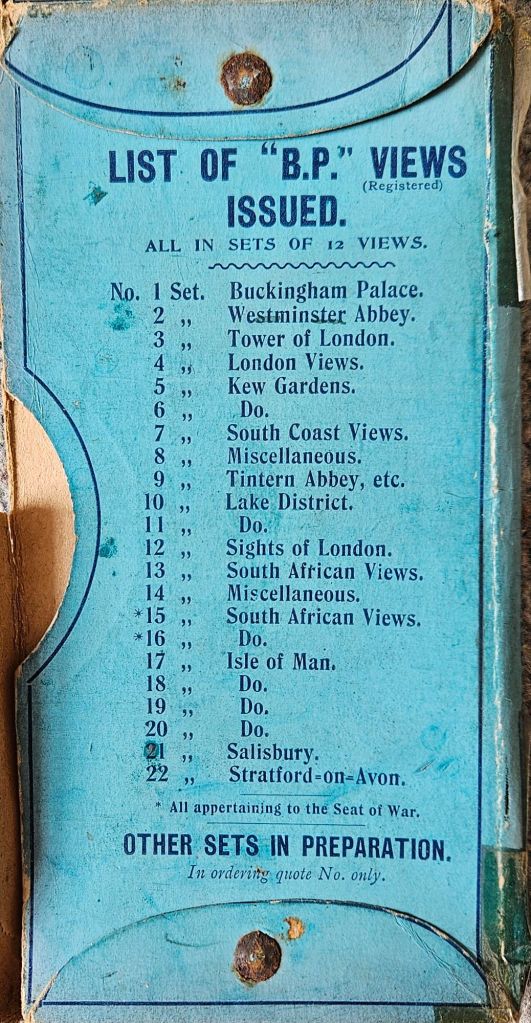 LIST OF "B.P." VIEWS
(Registered)
ISSUED.
ALL IN SETS OF 12 VIEWS.
No. 1 Set. Buckingham Palace.
2 „ Westminster Abbey.
3 „ Tower of London.
4 „ London Views.
5 „ Kew Gardens.
6 „ Do.
7 „ South Coast Views.
8 „ Miscellaneous.
9 „ Tintern Abbey, etc.
10 „ Lake District.
11 „ Do.
12 „ Sights of London.
13 „ South African Views.
14 „ Miscellaneous.
*15 „ South African Views.
*16 „ Do.
17 „ Isle of Man.
18 „ Do.
19 „ Do.
20 „ Do.
21 „ Salisbury.
22 „ Stratford-on-Avon.
* All appertaining to the Seat of War.
OTHER SETS IN PREPARATION.
In ordering quote No. only.